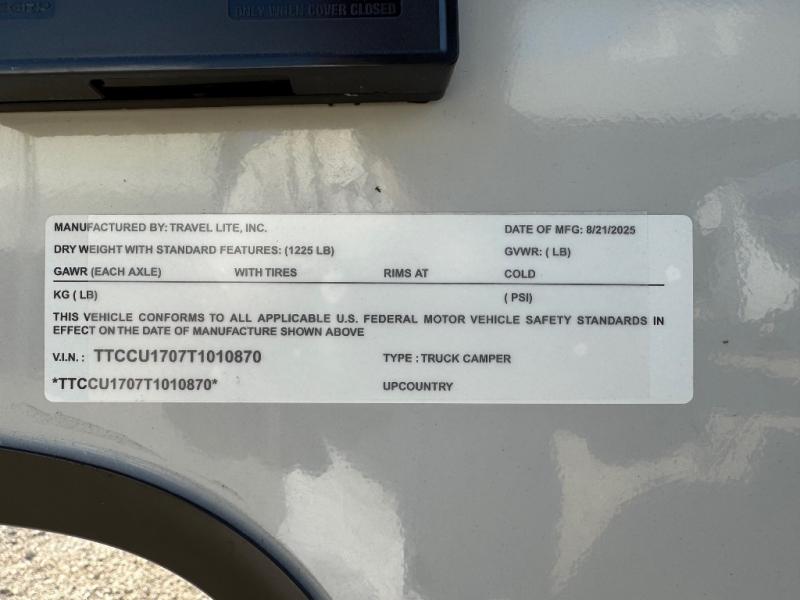 ONLY WHEN COVER CLOSED
MANUFACTURED BY: TRAVEL LITE, INC. DATE OF MFG: 8/21/2025
DRY WEIGHT WITH STANDARD FEATURES: (1225 LB) GVWR: ( LB)
GAWR (EACH AXLE) WITH TIRES RIMS AT COLD
KG ( LB) ( PSI)
THIS VEHICLE CONFORMS TO ALL APPLICABLE U.S. FEDERAL MOTOR VEHICLE SAFETY STANDARDS IN
EFFECT ON THE DATE OF MANUFACTURE SHOWN ABOVE
V.I.N.: TTCCU1707T1010870 TYPE : TRUCK CAMPER
*TTCCU1707T1010870* UPCOUNTRY